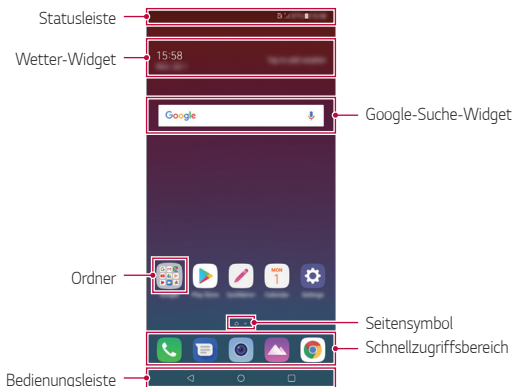 Statusleiste
Wetter-Widget
15:58
Google
Google-Suche-Widget
Ordner
MON
1
Seitensymbol
Schnellzugriffsbereich
Bedienungsleiste